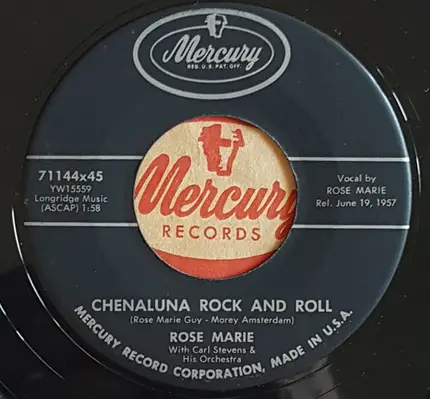 Mercury
REG. U.S. PAT. OFF.
71144x45
YW15559
Longridge Music
(ASCAP) 1:58
Vocal by
ROSE MARIE
Rel. June 19, 1957
Mercury
RECORDS
CHENALUNA ROCK AND ROLL
(Rose Marie Guy - Morey Amsterdam)
ROSE MARIE
With Carl Stevens &
His Orchestra
MERCURY RECORD CORPORATION, MADE IN U.S.A.